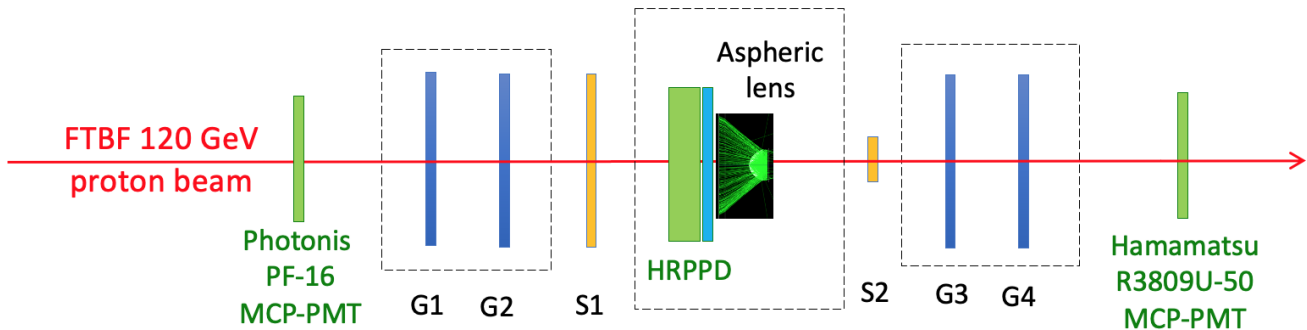 FTBF 120 GeV
proton beam
Photonis
PF-16
MCP-PMT
G1
G2
S1
Aspheric
lens
HRPPD
S2
G3
G4
Hamamatsu
R3809U-50
MCP-PMT